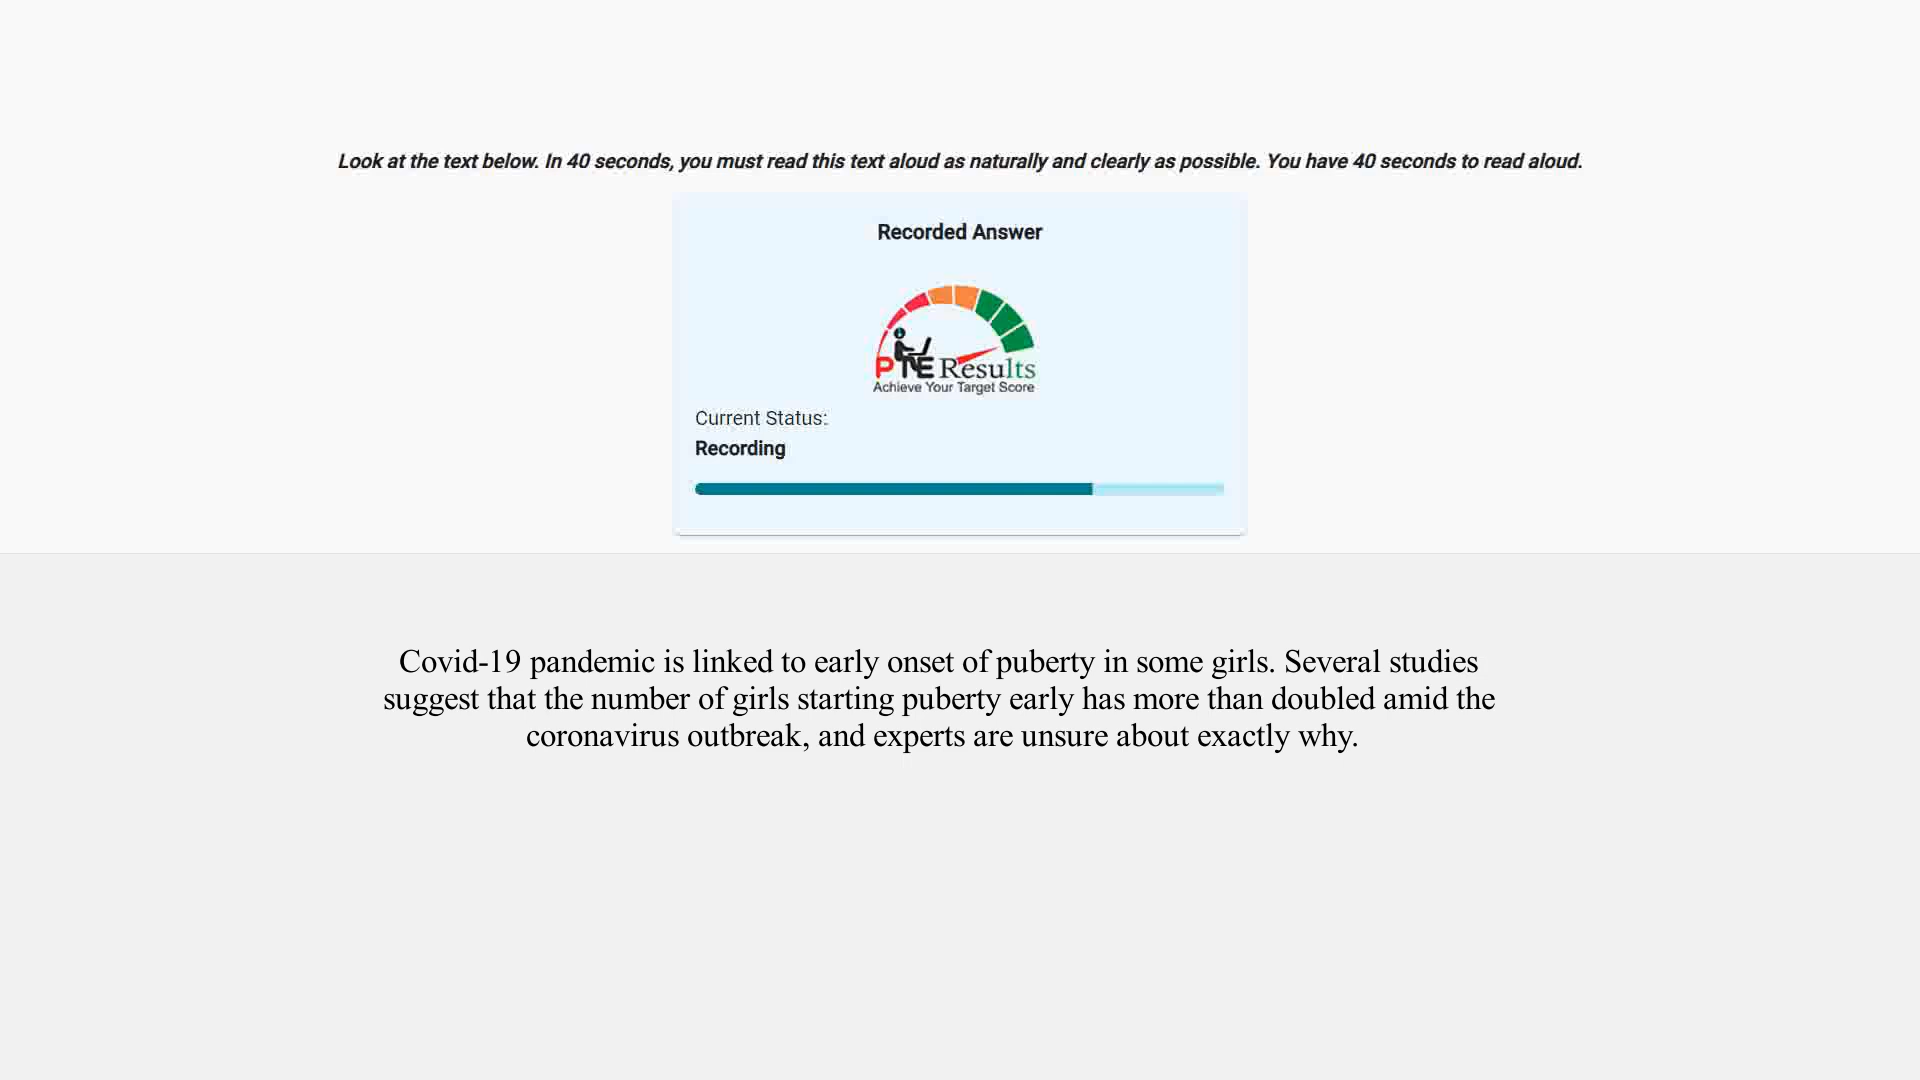 Look at the text below. In 40 seconds, you must read this text aloud as naturally and clearly as possible. You have 40 seconds to read aloud.
Recorded Answer
PTE Results
Achieve Your Target Score
Current Status:
Recording
Covid-19 pandemic is linked to early onset of puberty in some girls. Several studies
suggest that the number of girls starting puberty early has more than doubled amid the
coronavirus outbreak, and experts are unsure about exactly why.